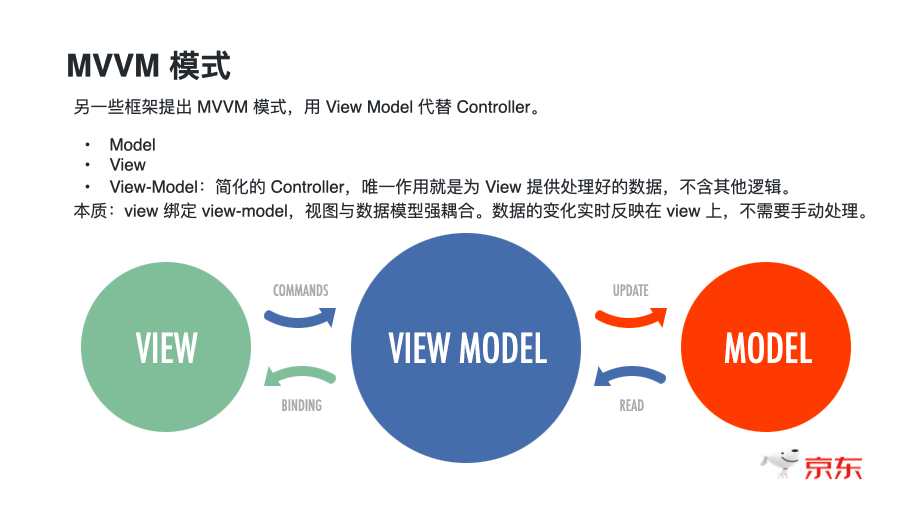 MVVM 模式
另一些框架提出 MVVM 模式，用 View Model 代替 Controller。
• Model
• View
• View-Model：简化的 Controller，唯一作用就是为 View 提供处理好的数据，不含其他逻辑。
本质：view 绑定 view-model，视图与数据模型强耦合。数据的变化实时反映在 view 上，不需要手动处理。
COMMANDS
UPDATE
VIEW
VIEW MODEL
MODEL
BINDING
READ
京东